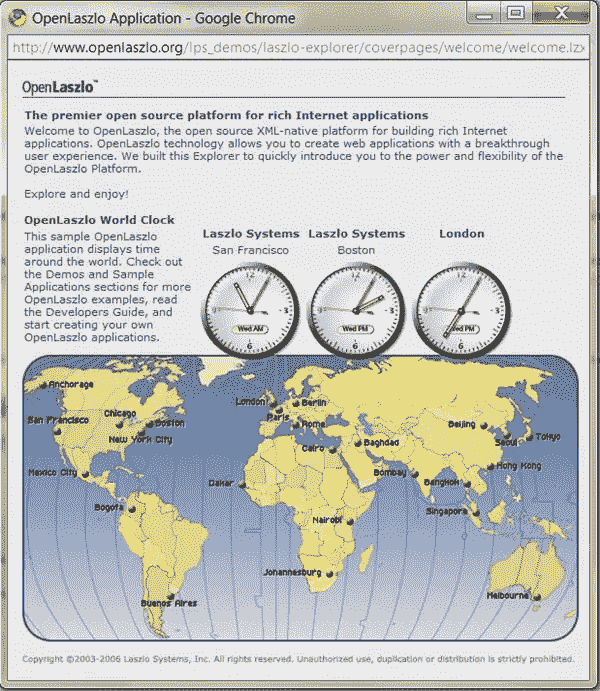 OpenLaszlo Application - Google Chrome
http://www.openlaszlo.org/lps_demos/laszlo-explorer/coverpages/welcome/welcome.lzx
OpenLaszlo™
The premier open source platform for rich Internet applications
Welcome to OpenLaszlo, the open source XML-native platform for building rich Internet
applications. OpenLaszlo technology allows you to create web applications with a breakthrough
user experience. We built this Explorer to quickly introduce you to the power and flexibility of the
OpenLaszlo Platform.
Explore and enjoy!
OpenLaszlo World Clock
This sample OpenLaszlo
application displays time
around the world. Check out
the Demos and Sample
Applications sections for more
OpenLaszlo examples, read
the Developers Guide, and
start creating your own
OpenLaszlo applications.
Laszlo Systems Laszlo Systems London
San Francisco Boston
12 12 12
9 3 9 3 9 3
Wed AM Wed PM Wed PM
6 6 6
Anchorage
London Berlin
Paris
San Francisco Chicago Boston Rome Beijing Tokyo
New York City Cairo Baghdad Seoul
Mexico City Dakar Bombay Bangkok Hong Kong
Bogota Nairobi Singapore
Johannesburg
Buenos Aires Melbourne
Copyright ©2003-2006 Laszlo Systems, Inc. All rights reserved. Unauthorized use, duplication or distribution is strictly prohibited.